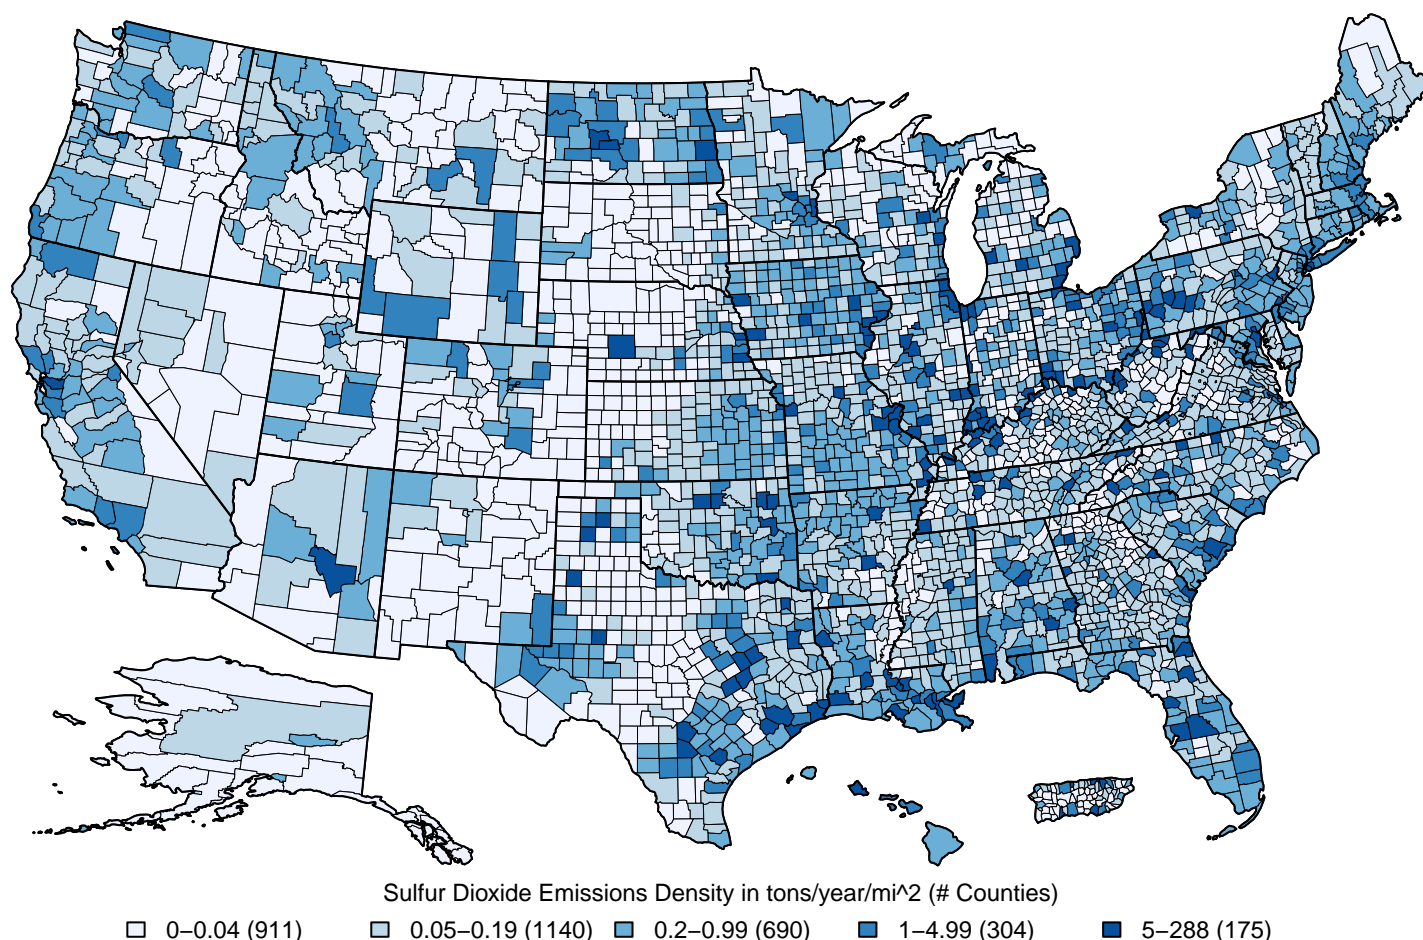 Sulfur Dioxide Emissions Density in tons/year/mi^2 (# Counties)
0−0.04 (911) 0.05−0.19 (1140) 0.2−0.99 (690) 1−4.99 (304) 5−288 (175)